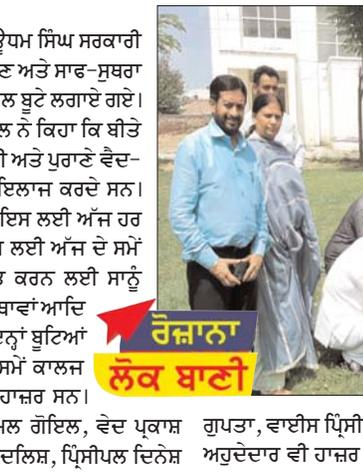 ਊਧਮ ਸਿੰਘ ਸਰਕਾਰੀ
ਣ ਅਤੇ ਸਾਫ-ਸੁਥਰਾ
ਲ ਬੂਟੇ ਲਗਾਏ ਗਏ।
ਲ ਨੇ ਕਿਹਾ ਕਿ ਬੀਤੇ
ਅਤੇ ਪੁਰਾਣੇ ਵੈਦ-
ਇਲਾਜ ਕਰਦੇ ਸਨ।
ਇਸ ਲਈ ਅੱਜ ਹਰ
ਲਈ ਅੱਜ ਦੇ ਸਮੇਂ
ਕਰਨ ਲਈ ਸਾਨੂੰ
ਥਾਵਾਂ ਆਦਿ
ਨ੍ਹਾਂ ਬੂਟਿਆਂ
ਸਮੇਂ ਕਾਲਜ
ਹਾਜ਼ਰ ਸਨ।
ਮਲ ਗੋਇਲ, ਵੇਦ ਪ੍ਰਕਾਸ਼
ਦਲਿਸ਼, ਪ੍ਰਿੰਸੀਪਲ ਦਿਨੇਸ਼
ਰੋਜ਼ਾਨਾ
ਲੋਕ ਬਾਣੀ
ਗੁਪਤਾ, ਵਾਈਸ ਪ੍ਰਿੰਸੀ
ਅਹੁਦੇਦਾਰ ਵੀ ਹਾਜ਼ਰ